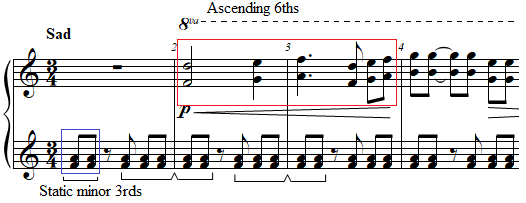 Ascending 6ths
8va
Sad
2 3 4
3
4
p
3
4
Static minor 3rds